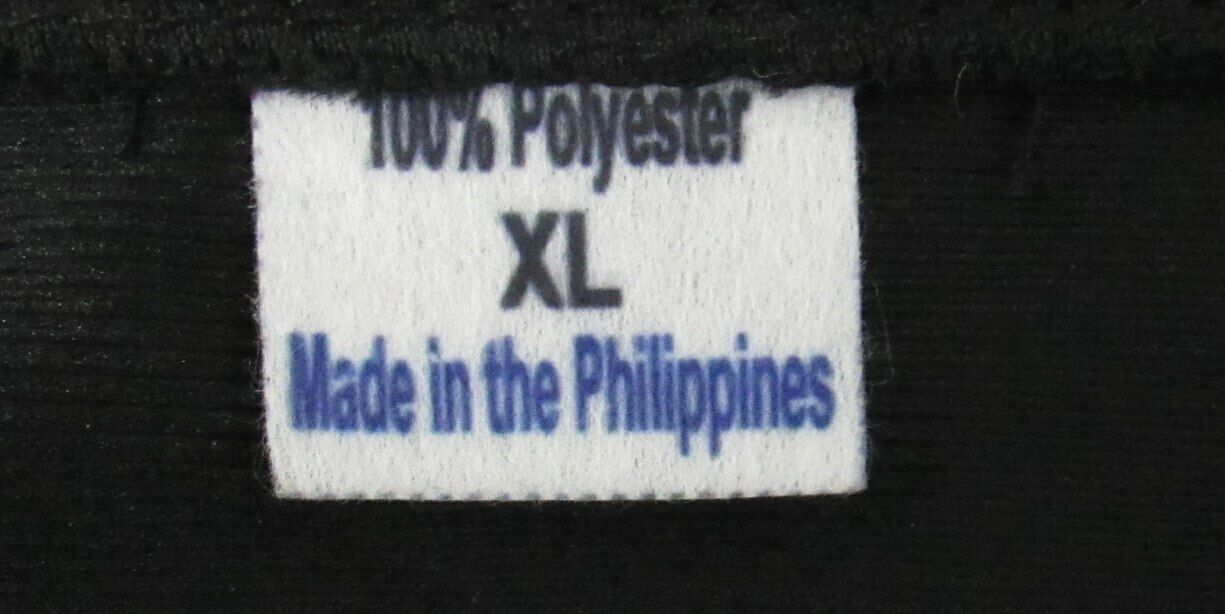 100% Polyester
XL
Made in the Philippines